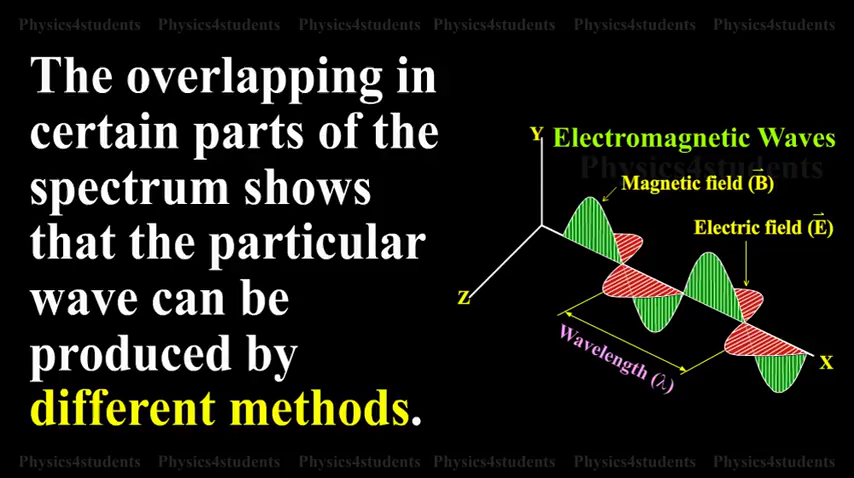 Physics4students Physics4students Physics4students Physics4students Physics4students Physics4students
The overlapping in
certain parts of the
spectrum shows
that the particular
wave can be
produced by
different methods.
Y
Electromagnetic Waves
Physics4students
Magnetic field (B⃗)
Electric field (E⃗)
Z
Wavelength (λ)
X
Physics4students Physics4students Physics4students Physics4students Physics4students Physics4students